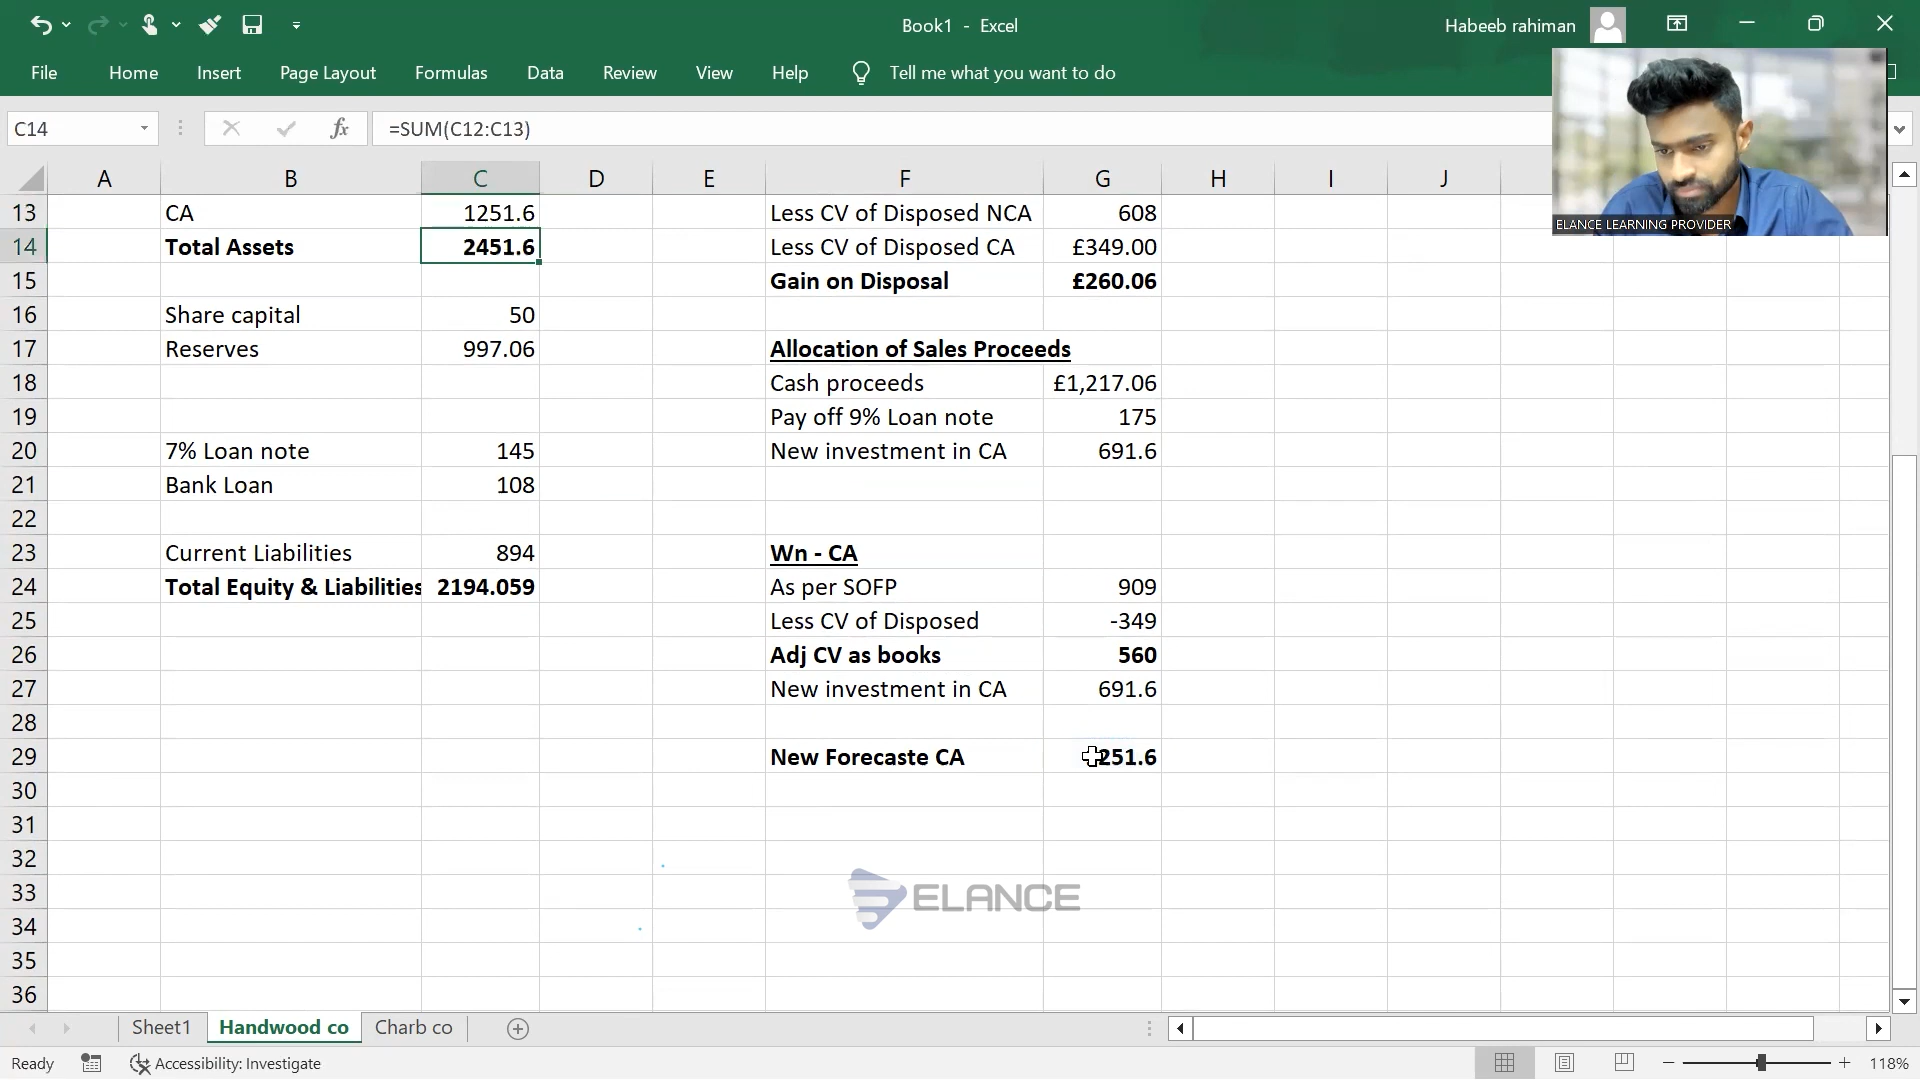 Book1 - Excel
Habeeb rahiman
File Home Insert Page Layout Formulas Data Review View Help Tell me what you want to do
C14 fx =SUM(C12:C13)
ELANCE LEARNING PROVIDER
A B C D E F G H I J
13 CA 1251.6 Less CV of Disposed NCA 608
14 Total Assets 2451.6 Less CV of Disposed CA £349.00
15 Gain on Disposal £260.06
16 Share capital 50
17 Reserves 997.06 Allocation of Sales Proceeds
18 Cash proceeds £1,217.06
19 Pay off 9% Loan note 175
20 7% Loan note 145 New investment in CA 691.6
21 Bank Loan 108
22
23 Current Liabilities 894 Wn - CA
24 Total Equity & Liabilities 2194.059 As per SOFP 909
25 Less CV of Disposed -349
26 Adj CV as books 560
27 New investment in CA 691.6
28
29 New Forecaste CA 251.6
30
31
32
33 ELANCE
34
35
36
Sheet1 Handwood co Charb co
Ready Accessibility: Investigate 118%